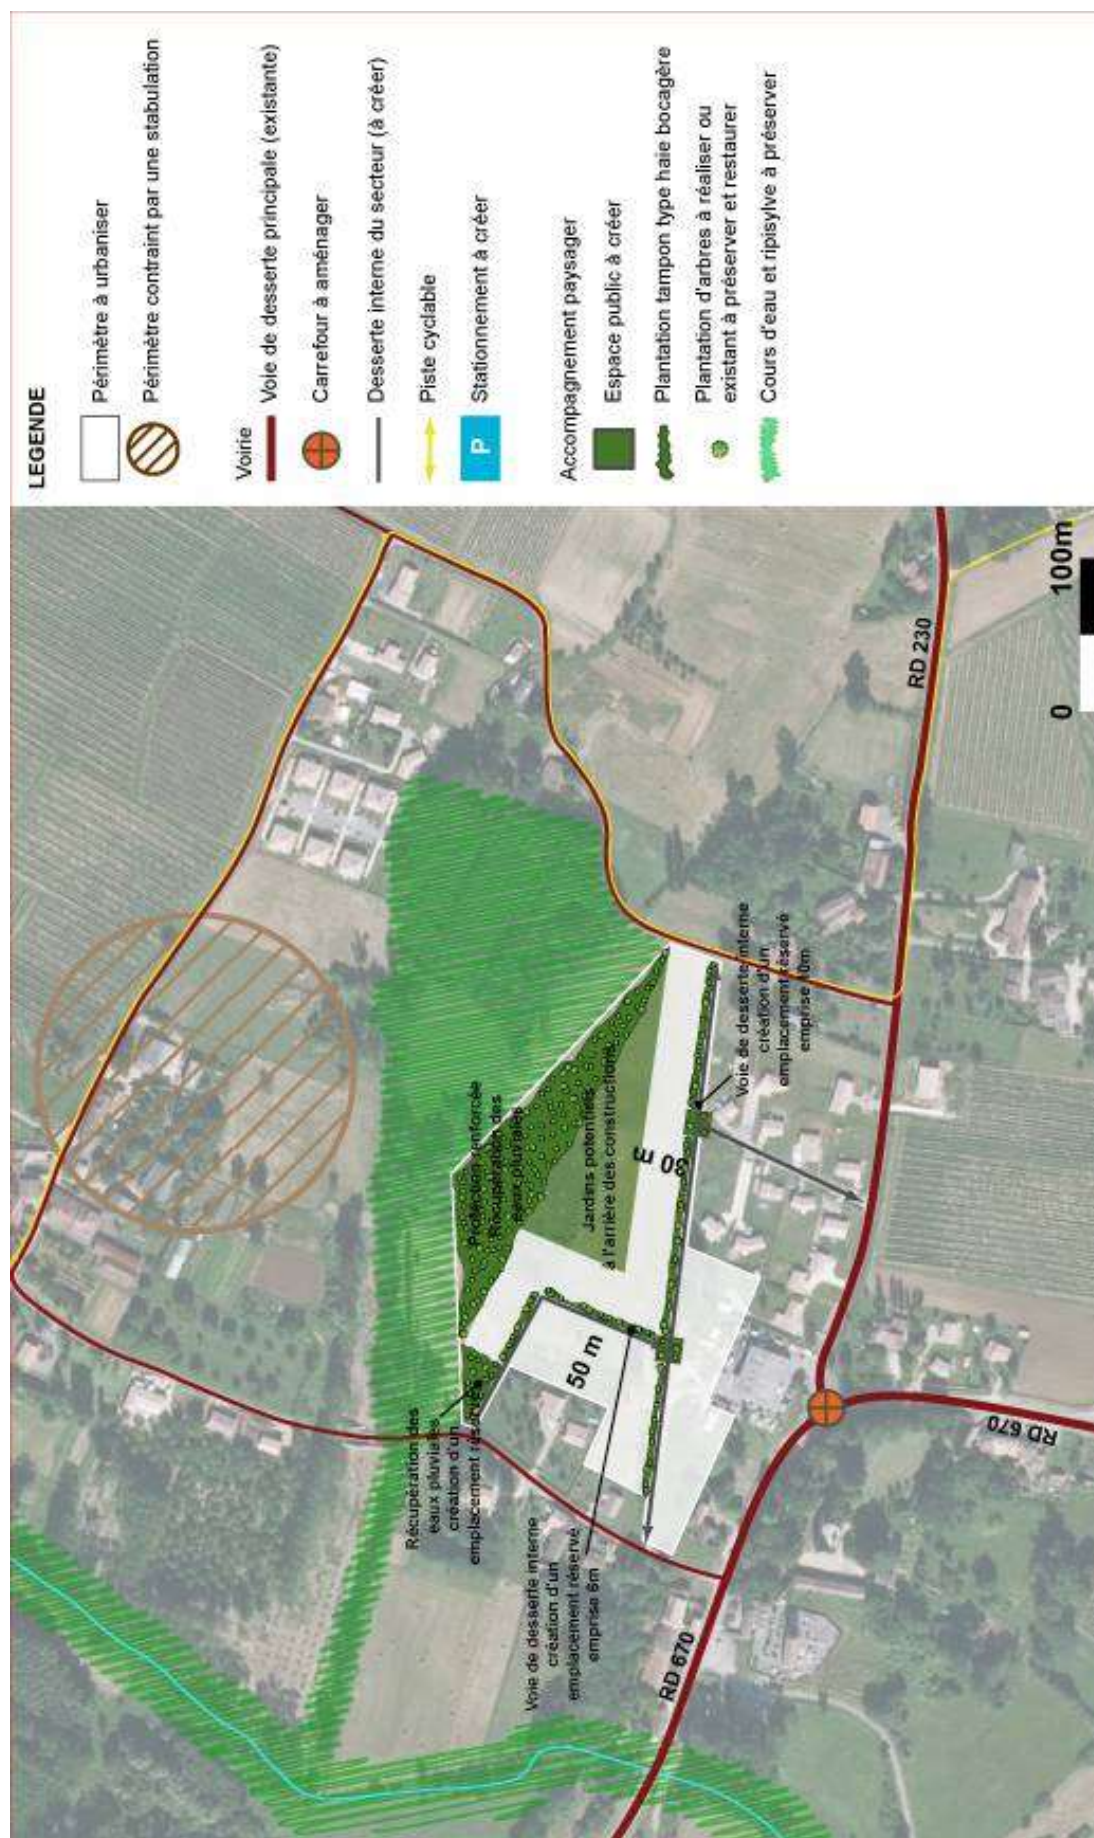 LEGENDE
Périmètre à urbaniser
Périmètre contraint par une stabulation
Voirie
Voie de desserte principale (existante)
Carrefour à aménager
Desserte interne du secteur (à créer)
Piste cyclable
P
Stationnement à créer
Accompagnement paysager
Espace public à créer
Plantation tampon type haie bocagère
Plantation d'arbres à réaliser ou
existant à préserver et restaurer
Cours d'eau et ripisylve à préserver
Protection renforcée
Récupération des
eaux pluviales
Jardins potentiels
à l'arrière des constructions
30 m
50 m
Récupération des
eaux pluviales
création d'un
emplacement réservé
Voie de desserte interne
création d'un
emplacement réservé
emprise 6m
Voie de desserte interne
création d'un
emplacement réservé
emprise 10m
RD 230
RD 670
RD 670
0
100m